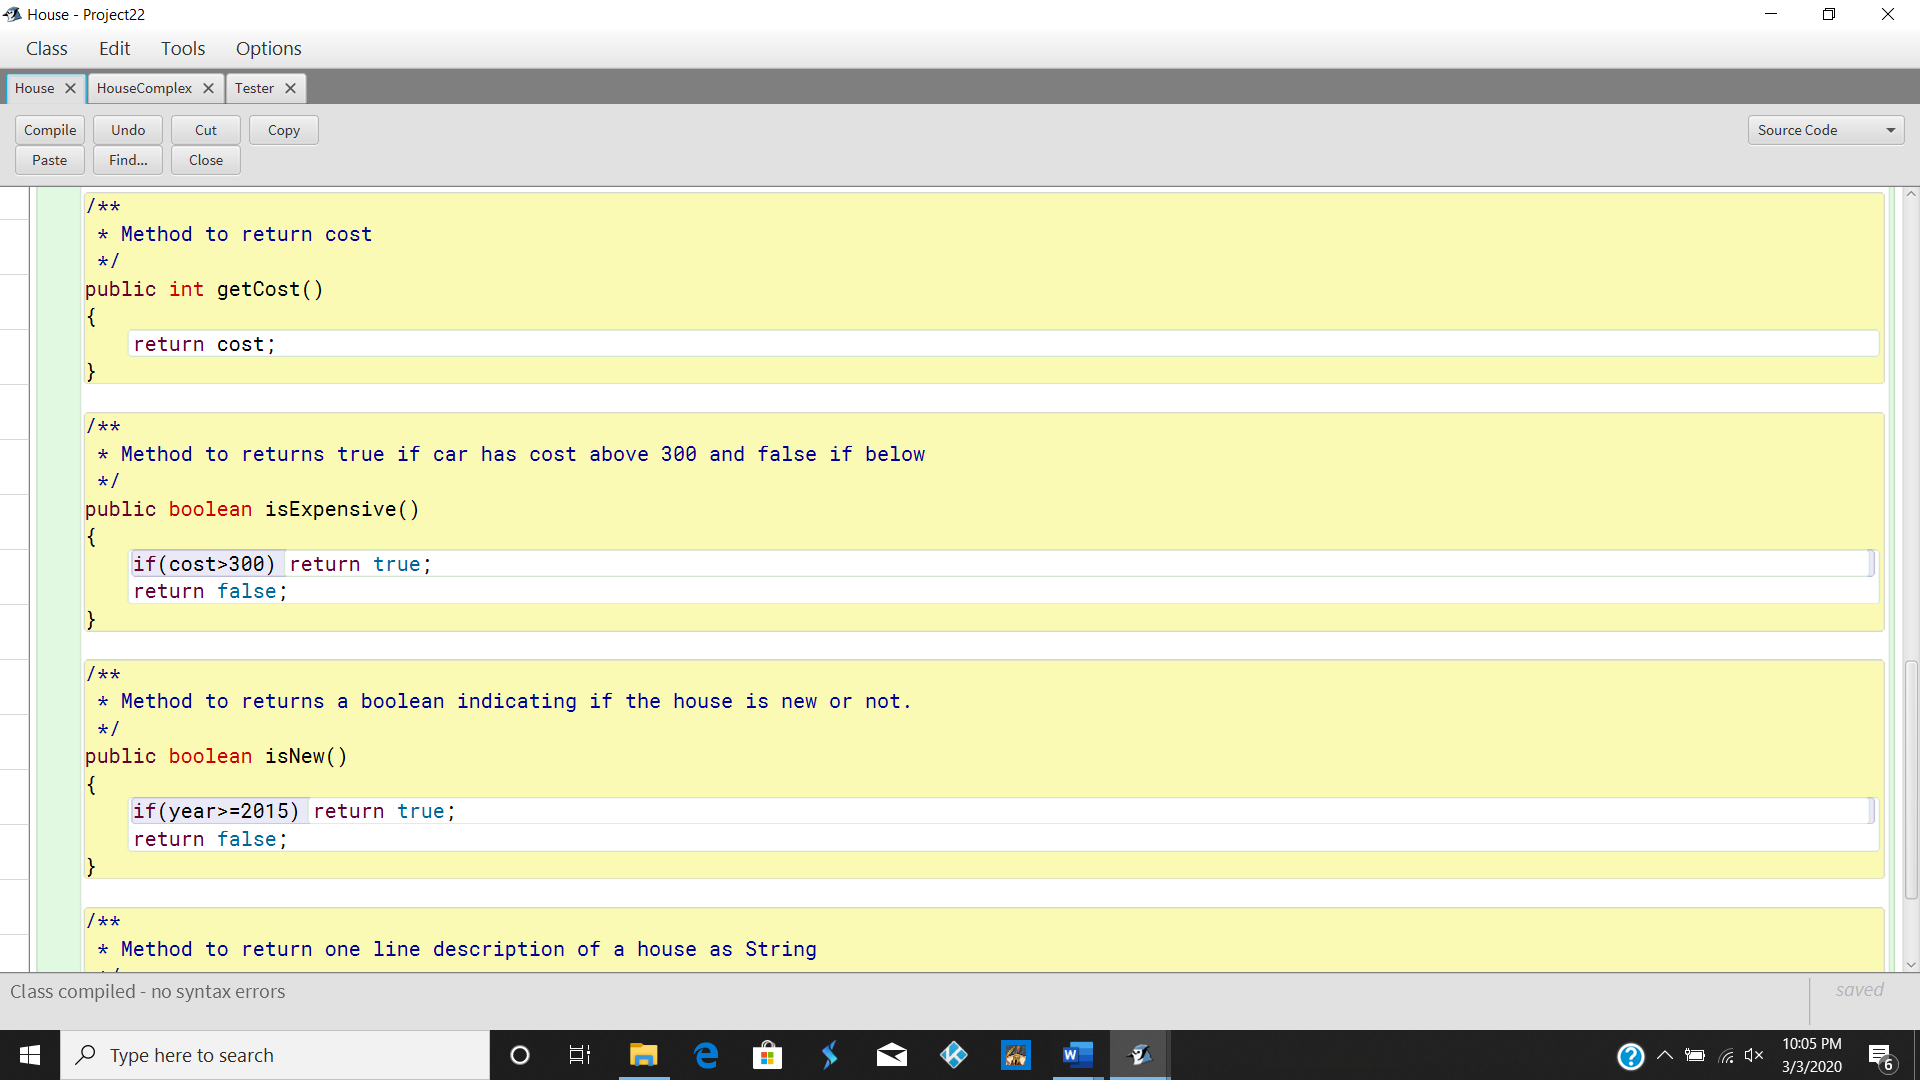 House - Project22
Class Edit Tools Options
House HouseComplex Tester
Compile Undo Cut Copy Source Code
Paste Find... Close
/**
* Method to return cost
*/
public int getCost()
{
return cost;
}
/**
* Method to returns true if car has cost above 300 and false if below
*/
public boolean isExpensive()
{
if(cost>300) return true;
return false;
}
/**
* Method to returns a boolean indicating if the house is new or not.
*/
public boolean isNew()
{
if(year>=2015) return true;
return false;
}
/**
* Method to return one line description of a house as String
Class compiled - no syntax errors saved
Type here to search
10:05 PM
3/3/2020
6